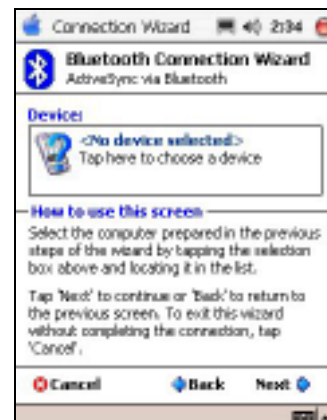 Connection Wizard 2:34
Bluetooth Connection Wizard
ActiveSync via Bluetooth
Device:
<No device selected>
Tap here to choose a device
How to use this screen
Select the computer prepared in the previous
steps of the wizard by tapping the selection
box above and locating it in the list.
Tap 'Next' to continue or 'Back' to return to
the previous screen. To exit this wizard
without completing the connection, tap
'Cancel'.
Cancel Back Next